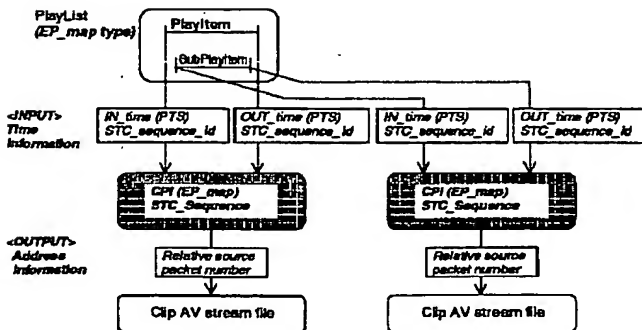 PlayList
(EP_map type)
PlayItem
SubPlayItem
<INPUT>
Time
Information
IN_time (PTS)
STC_sequence_id
OUT_time (PTS)
STC_sequence_id
IN_time (PTS)
STC_sequence_id
OUT_time (PTS)
STC_sequence_id
CPI (EP_map)
STC_Sequence
CPI (EP_map)
STC_Sequence
<OUTPUT>
Address
Information
Relative source
packet number
Relative source
packet number
Clip AV stream file
Clip AV stream file